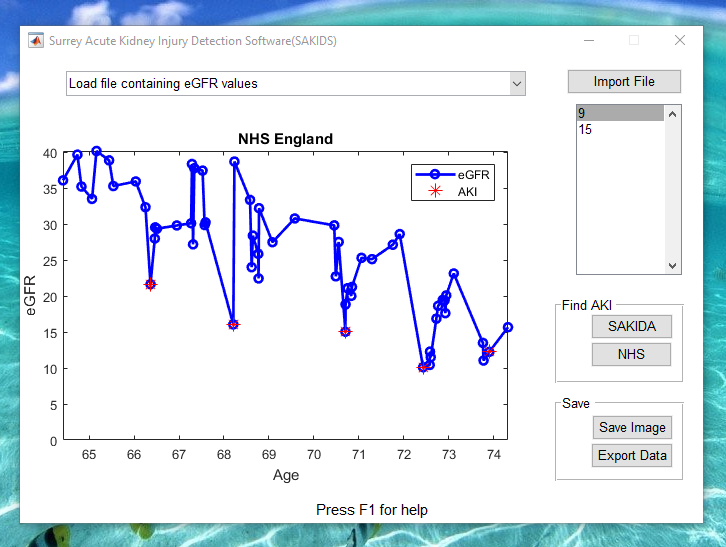 Surrey Acute Kidney Injury Detection Software(SAKIDS)
Load file containing eGFR values
Import File
9
15
NHS England
eGFR
AKI
40
35
30
25
20
15
10
5
0
eGFR
65
66
67
68
69
70
71
72
73
74
Age
Find AKI
SAKIDA
NHS
Save
Save Image
Export Data
Press F1 for help